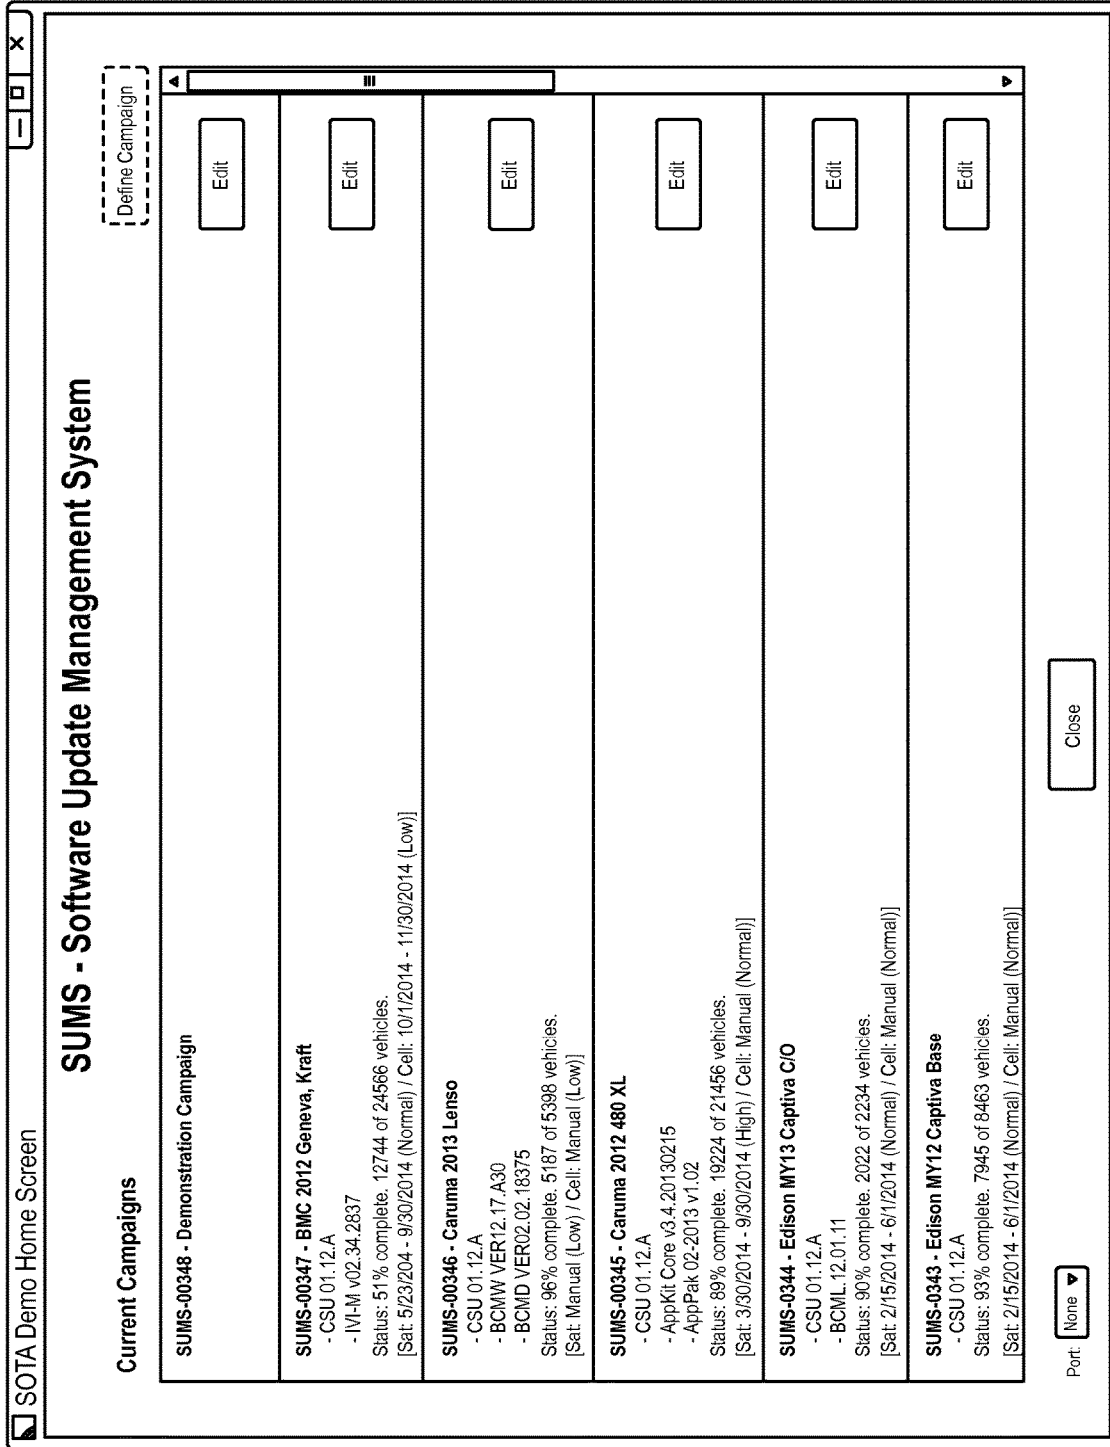 SOTA Demo Home Screen
SUMS - Software Update Management System
Current Campaigns
Define Campaign
SUMS-00348 - Demonstration Campaign
Edit
SUMS-00347 - BMC 2012 Geneva, Kraft
- CSU 01.12.A
- IVI-M v02.34.2837
Status: 51% complete. 12744 of 24566 vehicles.
[Sat: 5/23/204 - 9/30/2014 (Normal) / Cell: 10/1/2014 - 11/30/2014 (Low)]
Edit
SUMS-00346 - Caruma 2013 Lenso
- CSU 01.12.A
- BCMW VER12.17.A30
- BCMD VER02.02.18375
Status: 96% complete. 5187 of 5398 vehicles.
[Sat: Manual (Low) / Cell: Manual (Low)]
Edit
SUMS-00345 - Caruma 2012 480 XL
- CSU 01.12.A
- AppKit Core v3.4.20130215
- AppPak 02-2013 v1.02
Status: 89% complete. 19224 of 21456 vehicles.
[Sat: 3/30/2014 - 9/30/2014 (High) / Cell: Manual (Normal)]
Edit
SUMS-0344 - Edison MY13 Captiva C/O
- CSU 01.12.A
- BCML.12.01.11
Status: 90% complete. 2022 of 2234 vehicles.
[Sat: 2/15/2014 - 6/1/2014 (Normal) / Cell: Manual (Normal)]
Edit
SUMS-0343 - Edison MY12 Captiva Base
- CSU 01.12.A
Status: 93% complete. 7945 of 8463 vehicles.
[Sat: 2/15/2014 - 6/1/2014 (Normal) / Cell: Manual (Normal)]
Edit
Port: None
Close